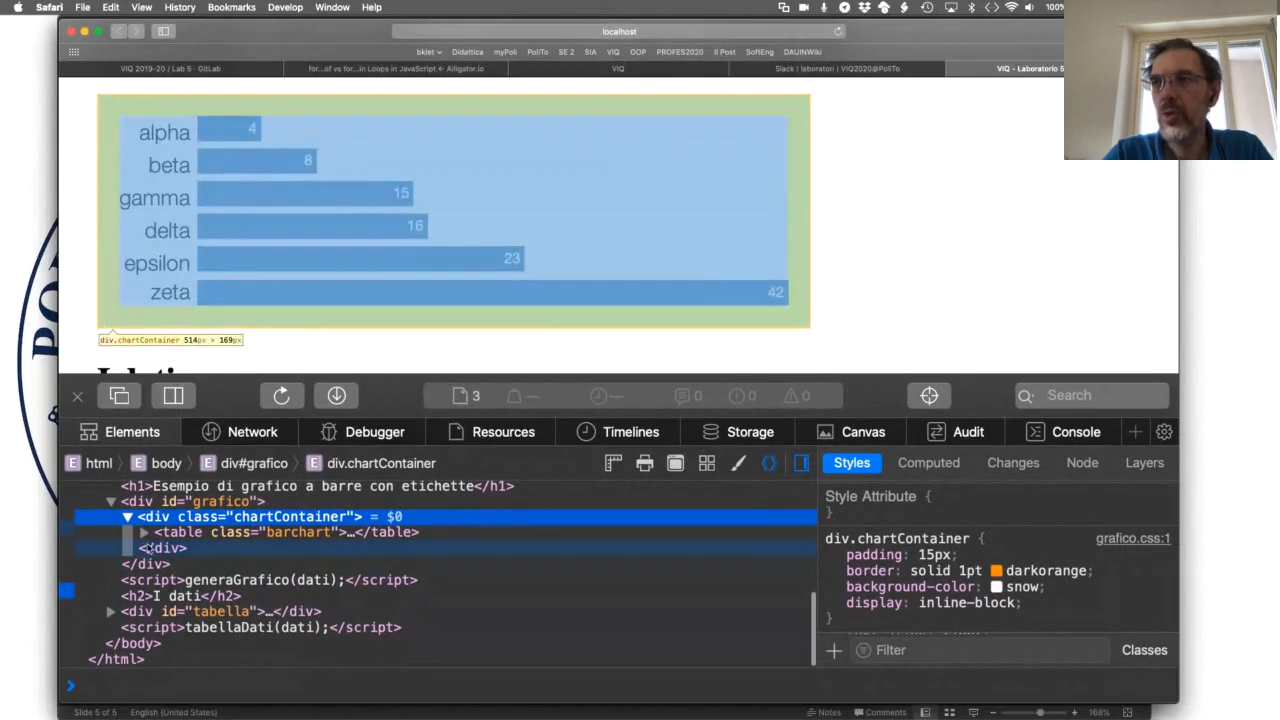 Safari File Edit View History Bookmarks Develop Window Help 100%
localhost
bklet Didattica myPoli PoliTo SE 2 SIA VIQ OOP PROFES2020 Il Post SoftEng DAUINWiki
VIQ 2019-20 / Lab 5 · GitLab for...of vs for...in Loops in JavaScript ← Alligator.io VIQ Slack | laboratori | VIQ2020@PoliTo VIQ - Laboratorio 5
alpha 4
beta 8
gamma 15
delta 16
epsilon 23
zeta 42
div.chartContainer 514px × 169px
3 — — 0 0 0 Search
Elements Network Debugger Resources Timelines Storage Canvas Audit Console
E html E body E div#grafico E div.chartContainer Styles Computed Changes Node Layers
<h1>Esempio di grafico a barre con etichette</h1>
<div id="grafico">
<div class="chartContainer"> = $0
<table class="barchart">…</table>
</div>
</div>
<script>generaGrafico(dati);</script>
<h2>I dati</h2>
<div id="tabella">…</div>
<script>tabellaDati(dati);</script>
</body>
</html>
Style Attribute {
}
div.chartContainer { grafico.css:1
padding: 15px;
border: solid 1pt darkorange;
background-color: snow;
display: inline-block;
}
Filter Classes
Slide 5 of 5 English (United States) Notes Comments 168%